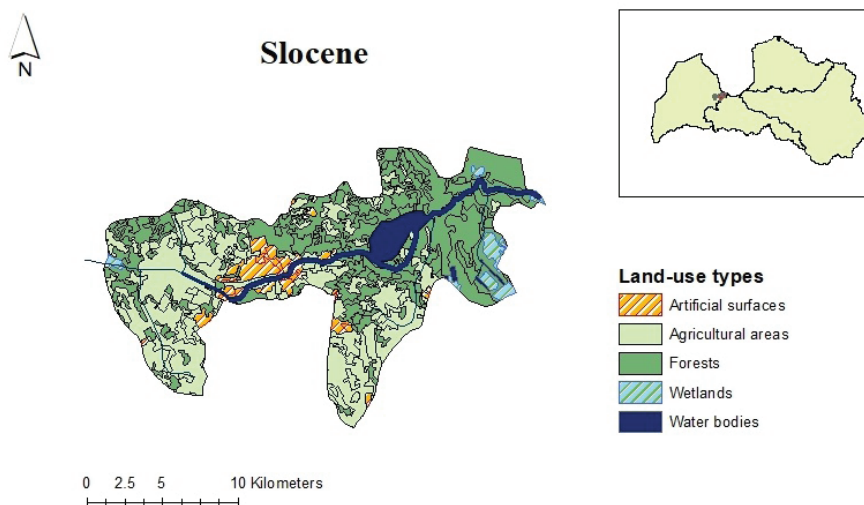 Slocene
N
Land-use types
Artificial surfaces
Agricultural areas
Forests
Wetlands
Water bodies
0 2.5 5 10 Kilometers